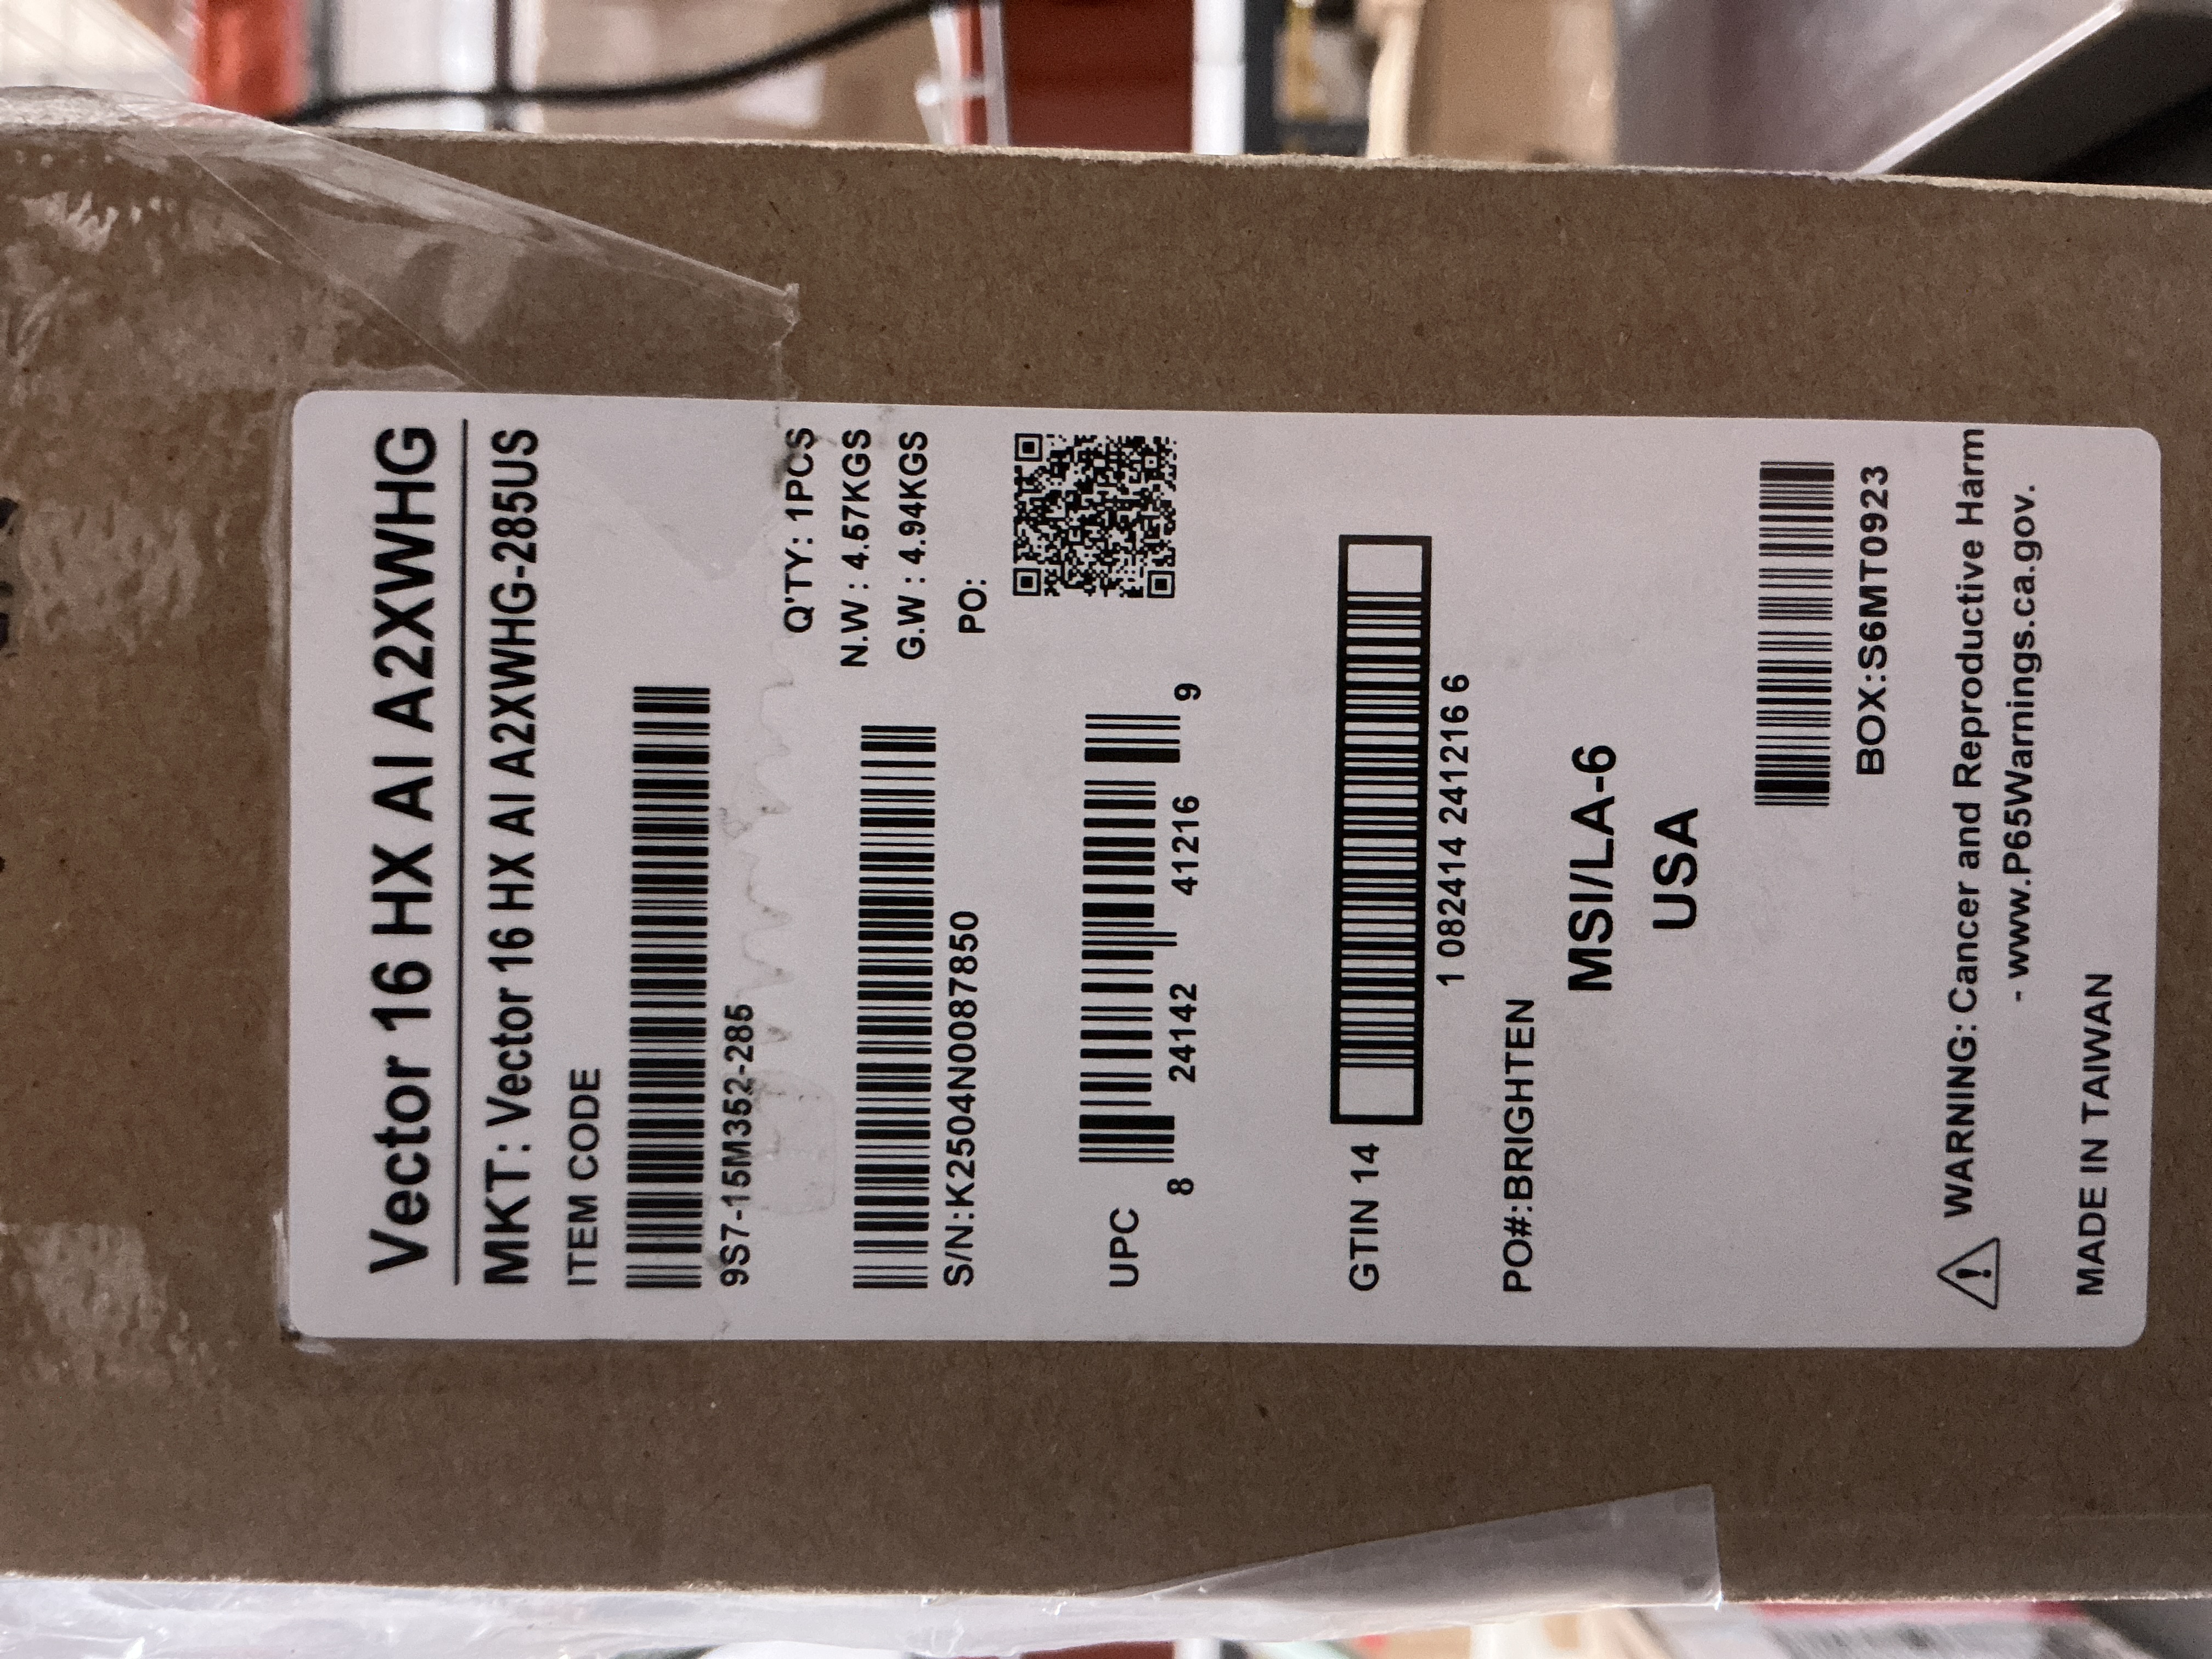 Vector 16 HX AI A2XWHG
MKT: Vector 16 HX AI A2XWHG-285US
ITEM CODE
9S7-15M352-285
Q'TY: 1PCS
N.W : 4.57KGS
G.W : 4.94KGS
S/N:K2504N0087850
PO:
UPC
8 24142 41216 9
GTIN 14
1 082414 241216 6
PO#:BRIGHTEN
MSI/LA-6
USA
BOX:S6MT0923
WARNING: Cancer and Reproductive Harm
- www.P65Warnings.ca.gov.
MADE IN TAIWAN